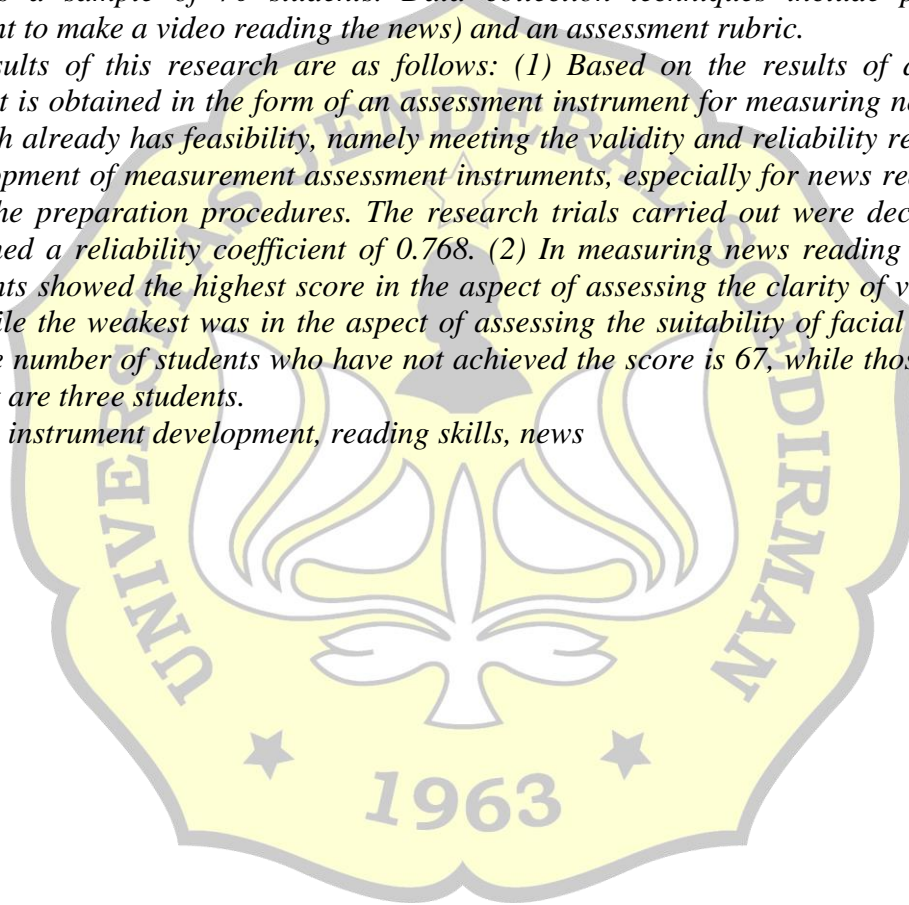 s a sample of 70 students. Data collection techniques include p
nt to make a video reading the news) and an assessment rubric.
sults of this research are as follows: (1) Based on the results of a
t is obtained in the form of an assessment instrument for measuring ne
h already has feasibility, namely meeting the validity and reliability re
opment of measurement assessment instruments, especially for news rea
he preparation procedures. The research trials carried out were dec
ned a reliability coefficient of 0.768. (2) In measuring news reading
nts showed the highest score in the aspect of assessing the clarity of v
ile the weakest was in the aspect of assessing the suitability of facial
e number of students who have not achieved the score is 67, while thos
t are three students.
instrument development, reading skills, news
UNIVERSITAS JENDERAL SOEDIRMAN
1963